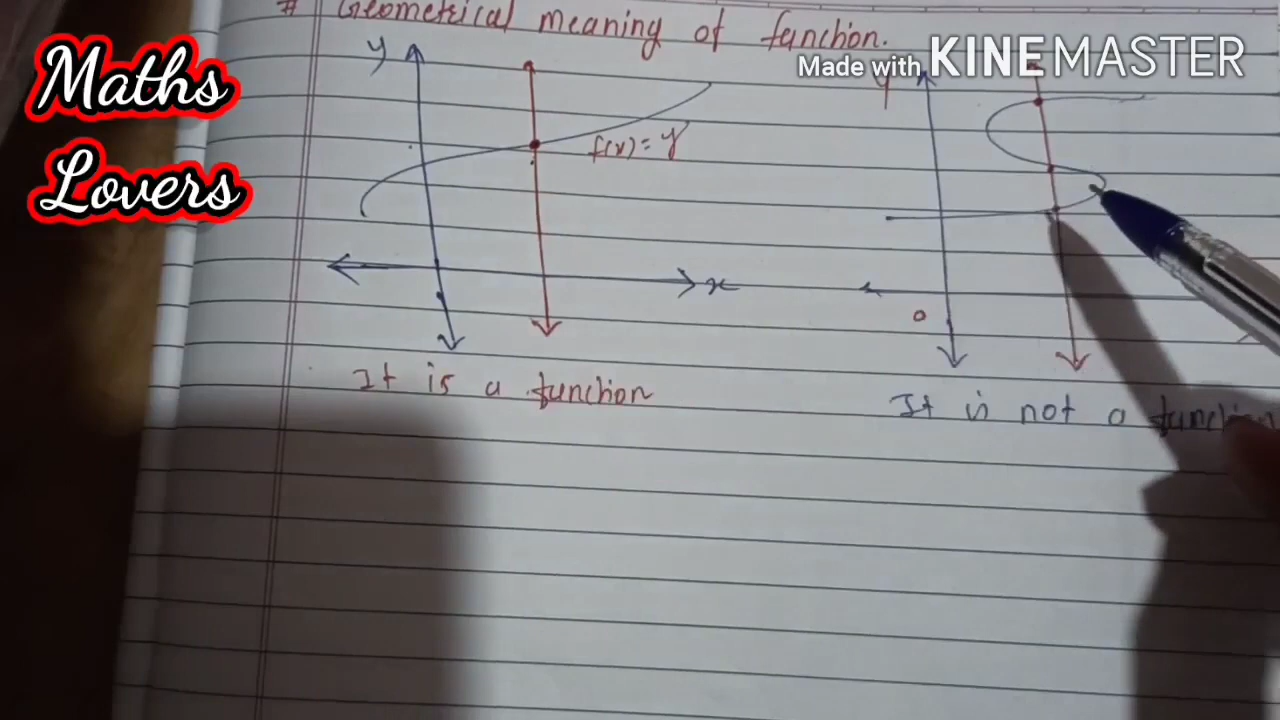 # Geometrical meaning of function.
Maths
Lovers
Made with KINEMASTER
y
f(x) = y
x
It is a function
y
o
It is not a function